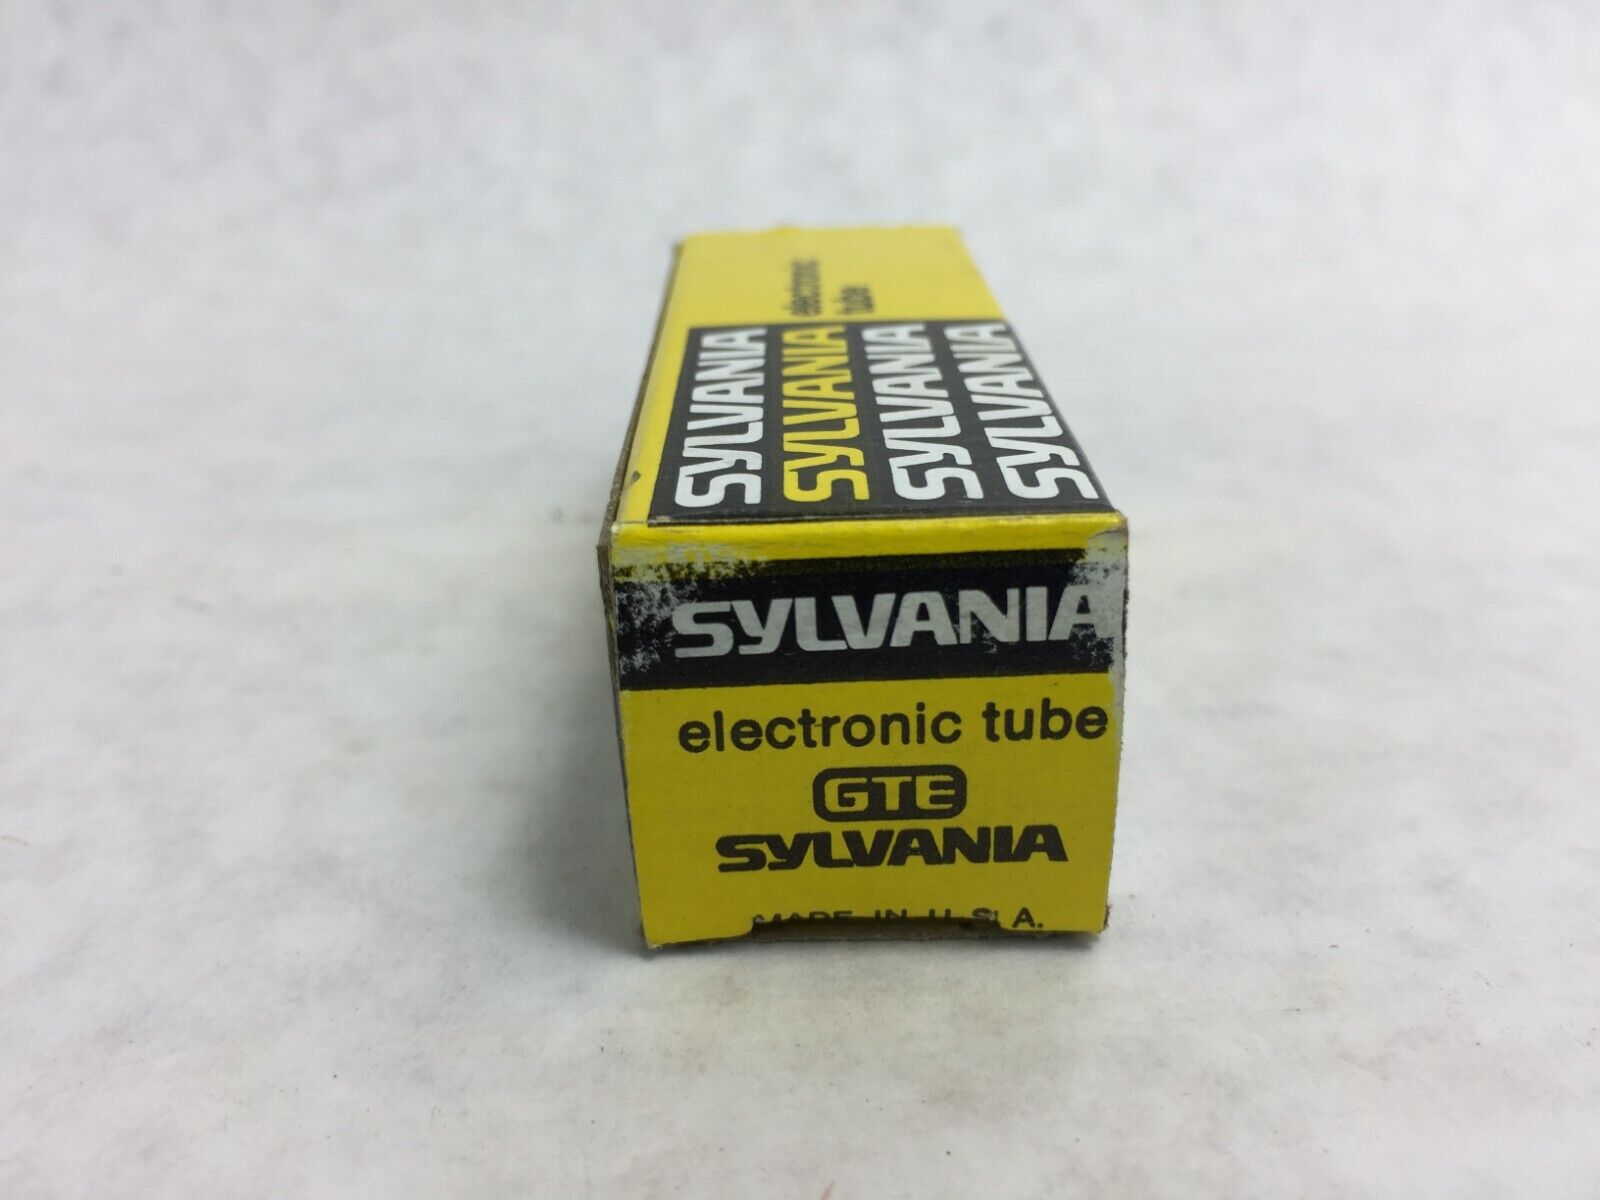 electronic
tube
SYLVANIA
SYLVANIA
SYLVANIA
SYLVANIA
SYLVANIA
electronic tube
GTE
SYLVANIA
MADE IN U.S.A.